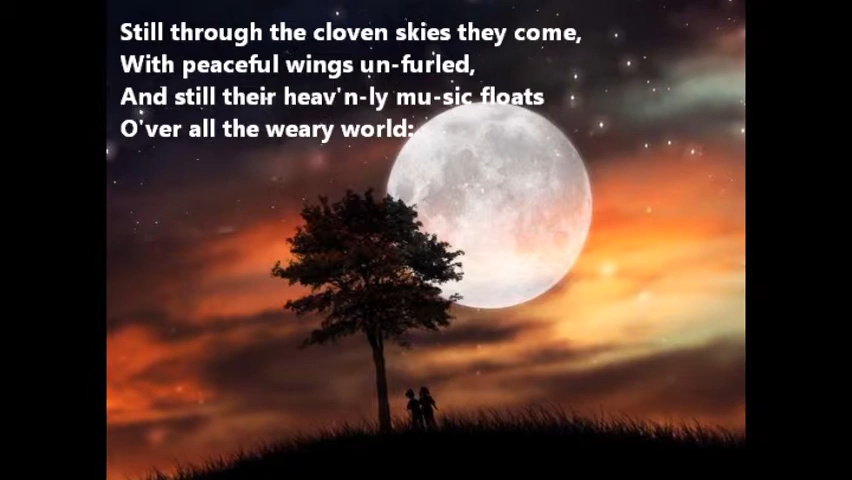 Still through the cloven skies they come,
With peaceful wings un-furled,
And still their heav'n-ly mu-sic floats
O'ver all the weary world: